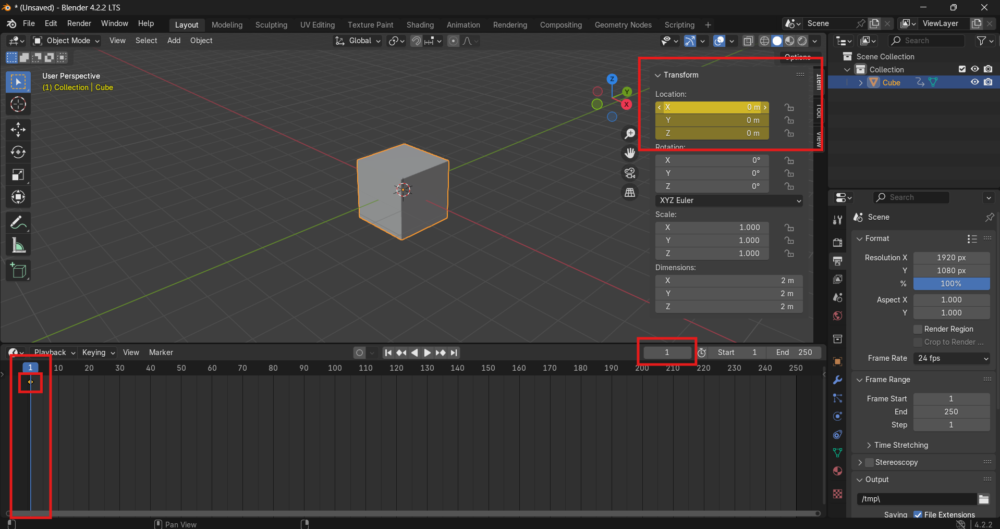 * (Unsaved) - Blender 4.2.2 LTS
File Edit Render Window Help Layout Modeling Sculpting UV Editing Texture Paint Shading Animation Rendering Compositing Geometry Nodes Scripting + Scene ViewLayer
Object Mode View Select Add Object Global Search
Options
Scene Collection
Collection
Cube
User Perspective
(1) Collection | Cube
Z
Y
X
Transform
Location:
X 0 m
Y 0 m
Z 0 m
Rotation:
X 0°
Y 0°
Z 0°
XYZ Euler
Scale:
X 1.000
Y 1.000
Z 1.000
Dimensions:
X 2 m
Y 2 m
Z 2 m
Item
Tool
View
Search
Scene
Format
Resolution X 1920 px
Y 1080 px
% 100%
Aspect X 1.000
Y 1.000
Render Region
Crop to Render ...
Frame Rate 24 fps
Frame Range
Frame Start 1
End 250
Step 1
Time Stretching
Stereoscopy
Output
/tmp\
Saving File Extensions
Playback Keying View Marker 1 Start 1 End 250
1 10 20 30 40 50 60 70 80 90 100 110 120 130 140 150 160 170 180 190 200 210 220 230 240 250
Pan View
4.2.2